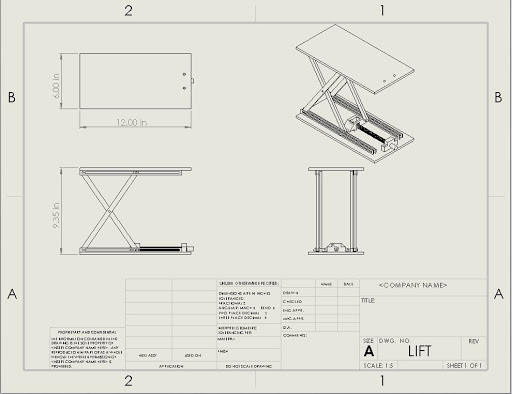 2
1
B
B
6.00 in
12.00 in
9.35 in
A
A
UNLESS OTHERWISE SPECIFIED:
NAME
DATE
DIMENSIONS ARE IN INCHES
TOLERANCES:
FRACTIONAL ±
TWO PLACE DECIMAL ±
THREE PLACE DECIMAL ±
DRAWN
CHECKED
ENG APPR.
MFG APPR.
Q.A.
COMMENTS:
INTERPRET GEOMETRIC
TOLERANCING PER:
MATERIAL
FINISH
<COMPANY NAME>
TITLE:
PROPRIETARY AND CONFIDENTIAL
THE INFORMATION CONTAINED IN THIS
DRAWING IS THE SOLE PROPERTY OF
<INSERT COMPANY NAME HERE>. ANY
REPRODUCTION IN PART OR AS A WHOLE
WITHOUT THE WRITTEN PERMISSION OF
<INSERT COMPANY NAME HERE> IS
PROHIBITED.
NEXT ASSY
USED ON
APPLICATION
DO NOT SCALE DRAWING
SIZE
DWG. NO.
REV
A
LIFT
SCALE: 1:5
SHEET 1 OF 1
2
1